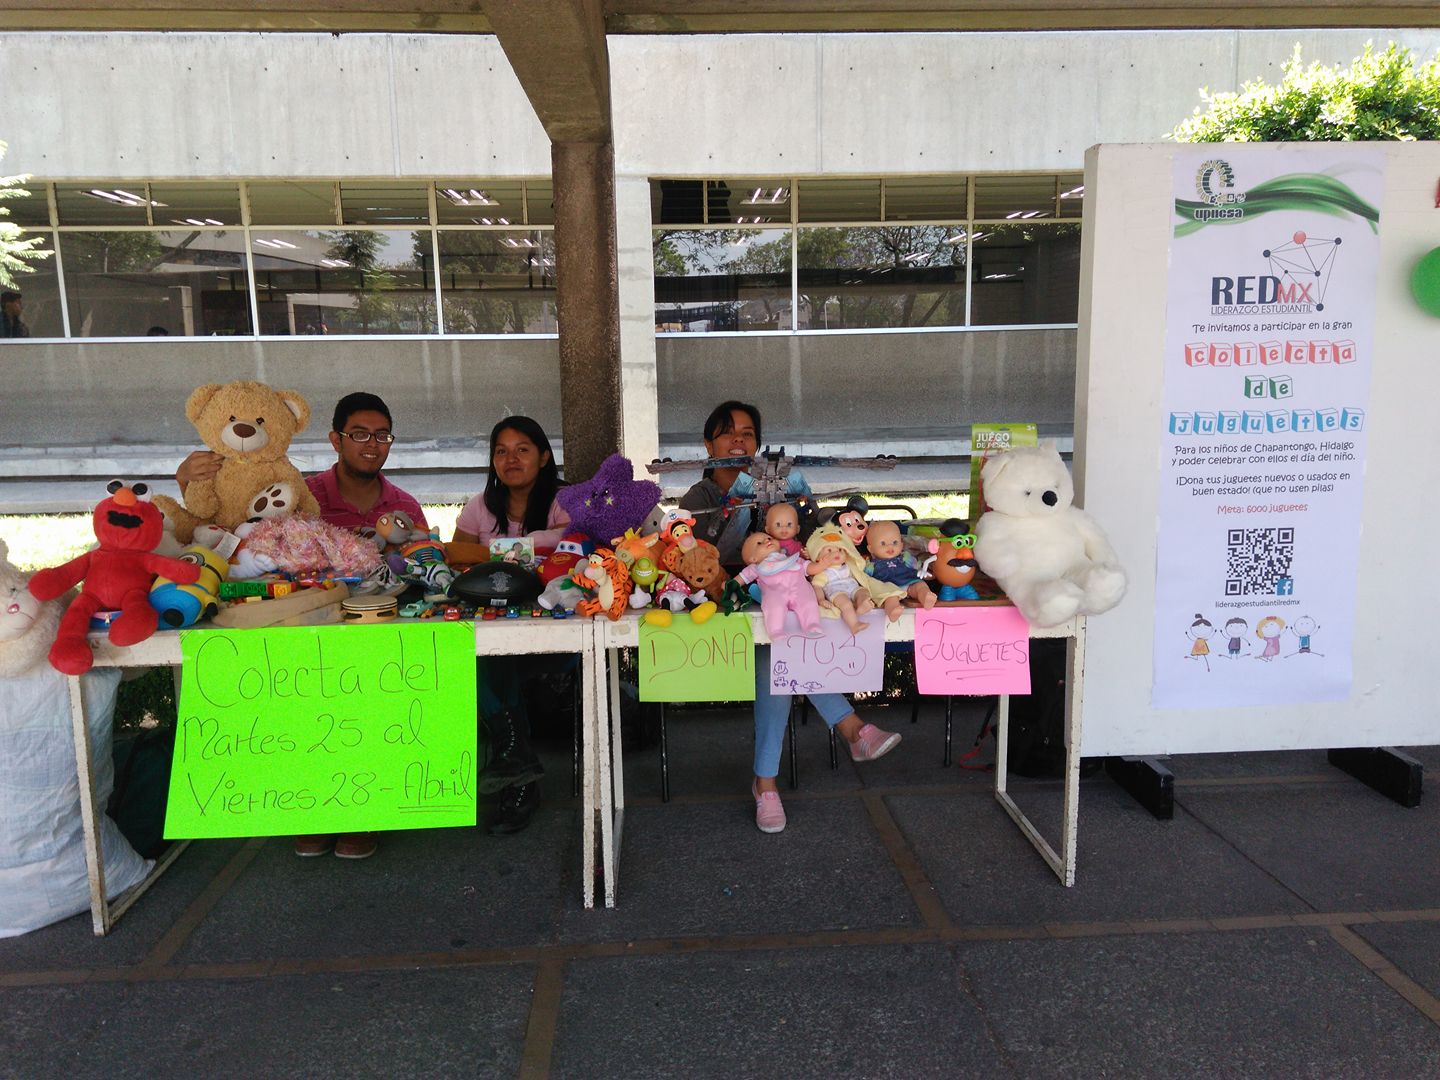 Colecta del
Martes 25 al
Viernes 28 - Abril
DONA
TUS
JUGUETES
JUEGO
DE PESCA
upiicsa
REDMX
LIDERAZGO ESTUDIANTIL
Te invitamos a participar en la gran
colecta
de
juguetes
Para los niños de Chapantongo, Hidalgo
y poder celebrar con ellos el día del niño.
¡Dona tus juguetes nuevos o usados en
buen estado! (que no usen pilas)
Meta: 6000 juguetes
liderazgoestudiantilredmx